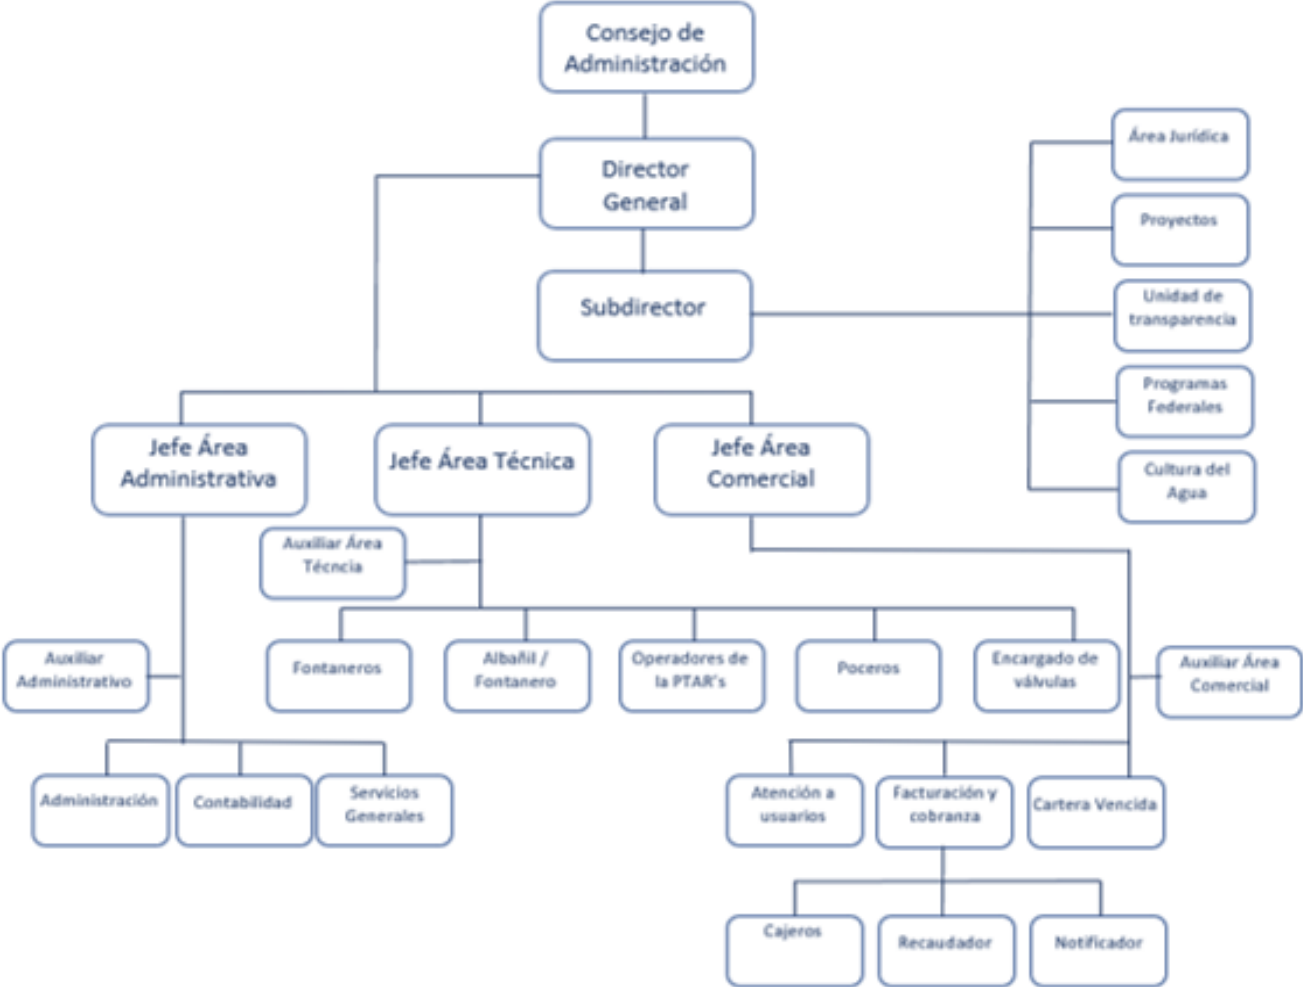 Consejo de
Administración
Director
General
Subdirector
Área Jurídica
Proyectos
Unidad de
transparencia
Programas
Federales
Cultura del
Agua
Jefe Área
Administrativa
Jefe Área Técnica
Jefe Área
Comercial
Auxiliar Área
Técncia
Auxiliar
Administrativo
Fontaneros
Albañil /
Fontanero
Operadores de
la PTAR's
Poceros
Encargado de
válvulas
Auxiliar Área
Comercial
Administración
Contabilidad
Servicios
Generales
Atención a
usuarios
Facturación y
cobranza
Cartera Vencida
Cajeros
Recaudador
Notificador